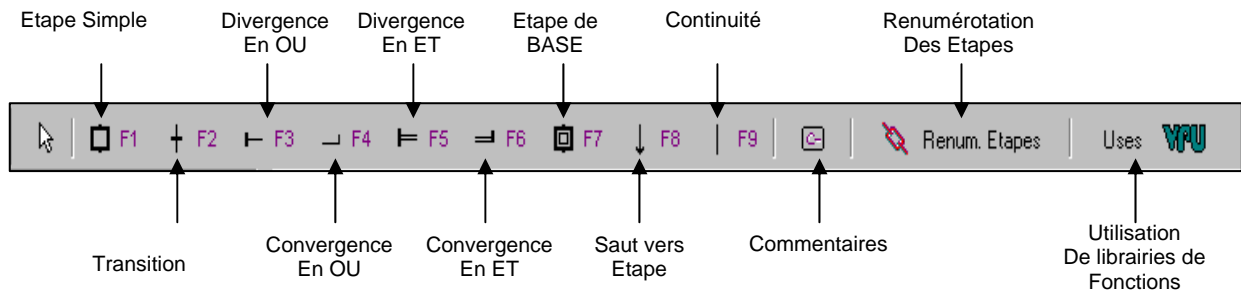 Etape Simple
Divergence
En OU
Divergence
En ET
Etape de
BASE
Continuité
Renumérotation
Des Etapes
F1 F2 F3 F4 F5 F6 F7 F8 F9 Renum. Etapes Uses
Transition
Convergence
En OU
Convergence
En ET
Saut vers
Etape
Commentaires
Utilisation
De librairies de
Fonctions